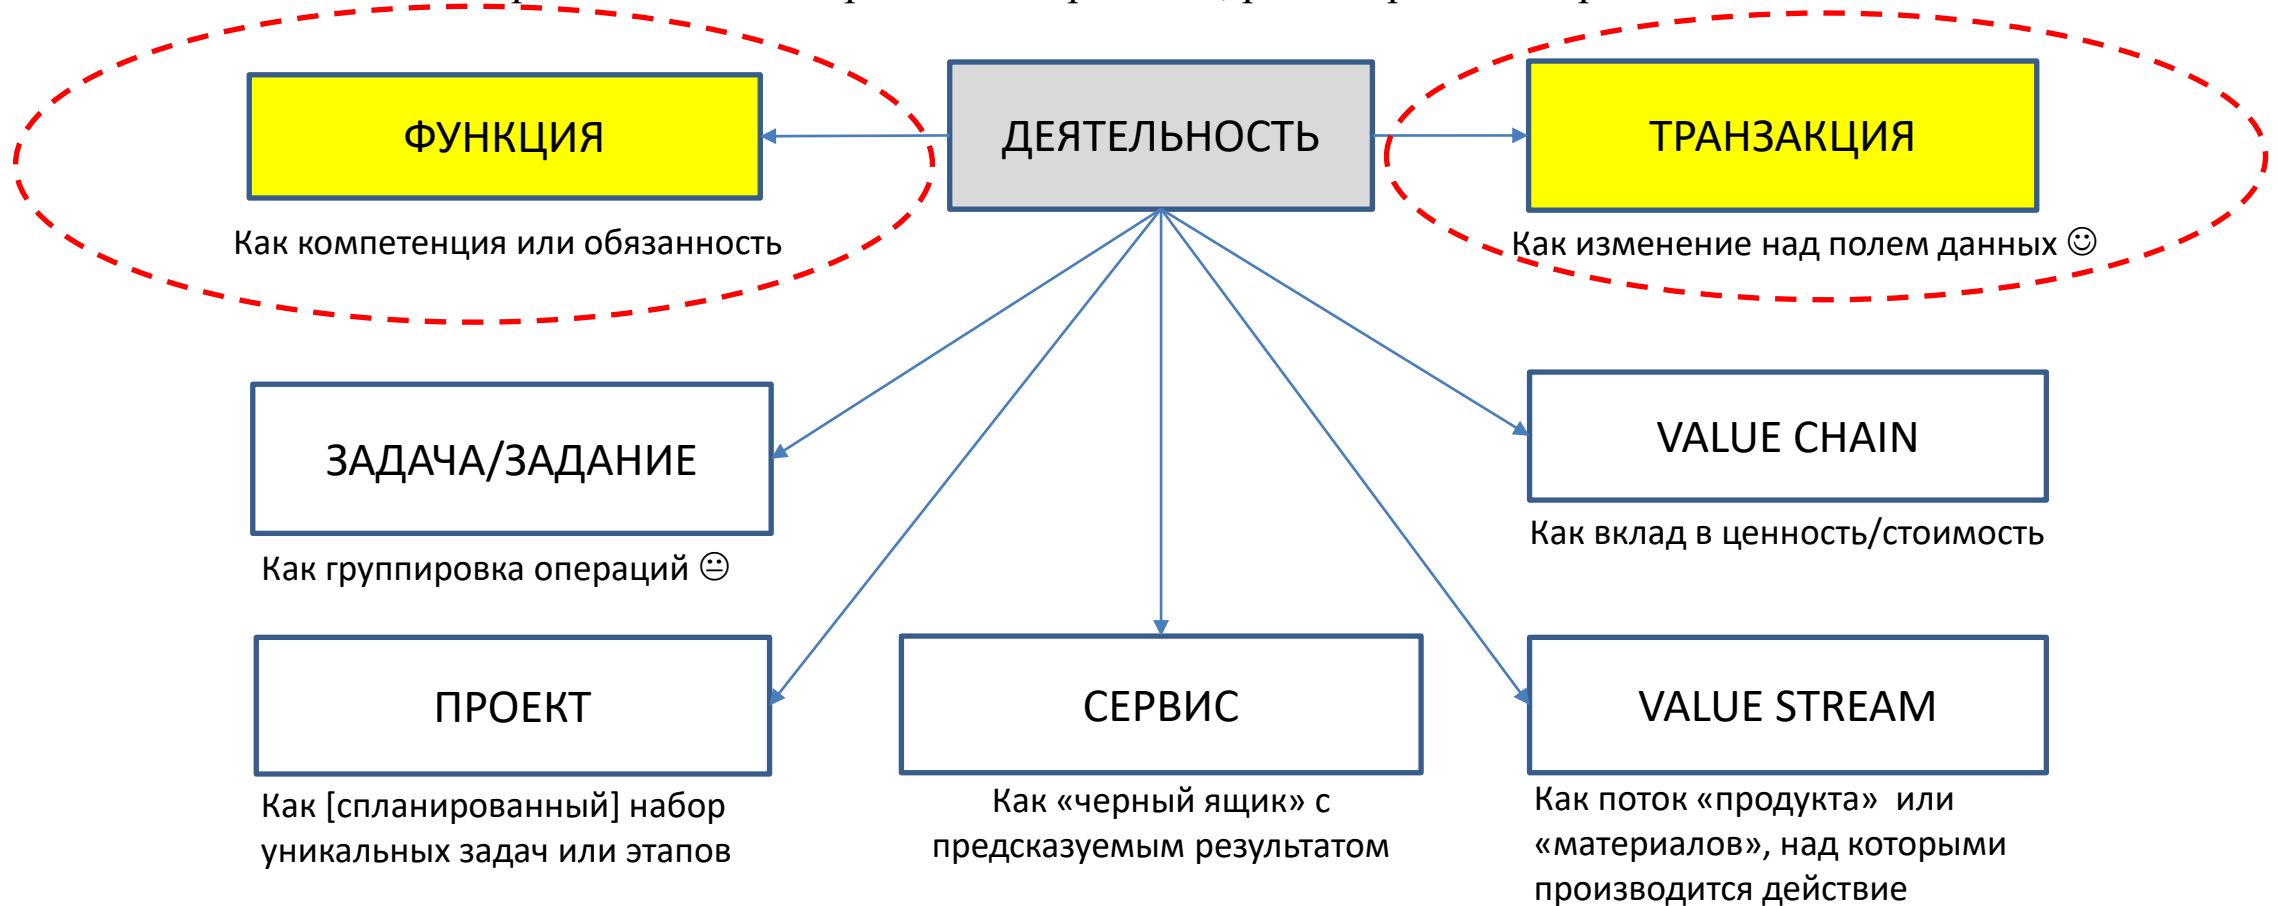 ФУНКЦИЯ
ДЕЯТЕЛЬНОСТЬ
ТРАНЗАКЦИЯ
Как компетенция или обязанность
Как изменение над полем данных ☺
ЗАДАЧА/ЗАДАНИЕ
VALUE CHAIN
Как группировка операций 😐
Как вклад в ценность/стоимость
ПРОЕКТ
СЕРВИС
VALUE STREAM
Как [спланированный] набор
уникальных задач или этапов
Как «черный ящик» с
предсказуемым результатом
Как поток «продукта» или
«материалов», над которыми
производится действие